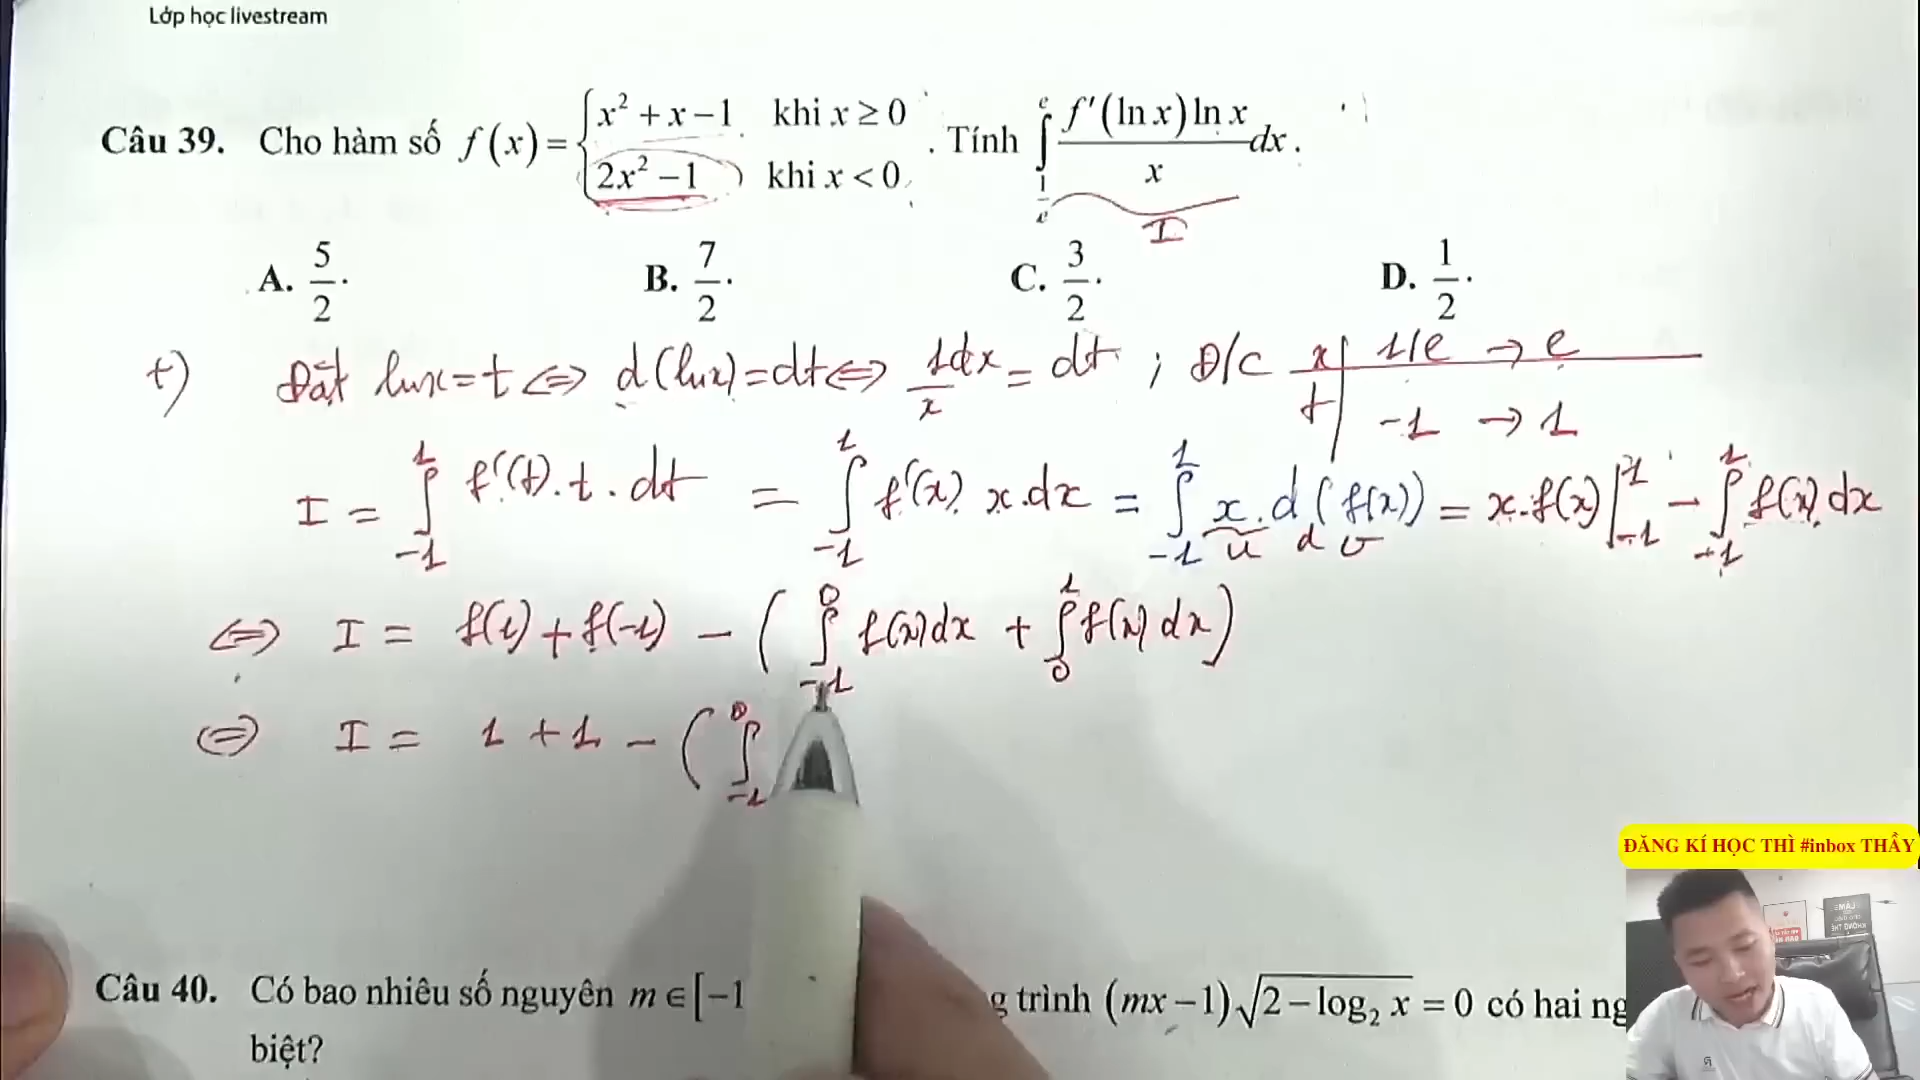 Lớp học livestream
Câu 39. Cho hàm số f(x) = { x² + x − 1 khi x ≥ 0; 2x² − 1 khi x < 0 . Tính ∫_{1/e}^{e} f′(ln x) ln x / x dx.
I
A. 5/2. B. 7/2. C. 3/2. D. 1/2.
t) Đặt lnx = t ⇔ d(lnx) = dt ⇔ 1/x dx = dt ; Đ/C x | 1/e → e
t | -1 → 1
I = ∫_{-1}^{1} f'(t).t.dt = ∫_{-1}^{1} f'(x) x.dx = ∫_{-1}^{1} x.d(f(x)) = x.f(x)|_{-1}^{1} − ∫_{-1}^{1} f(x)dx
u dv
⇔ I = f(1) + f(-1) − ( ∫_{-1}^{0} f(x)dx + ∫_{0}^{1} f(x)dx )
⇔ I = 1 + 1 − ( ∫_{-1}^{0}
ĐĂNG KÍ HỌC THÌ #inbox THẦY
Câu 40. Có bao nhiêu số nguyên m ∈ [−1 g trình (mx − 1)√(2 − log₂ x) = 0 có hai ng
biệt?